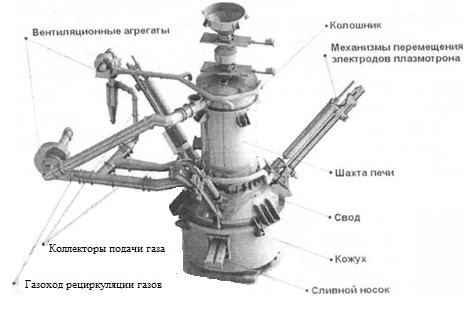 Вентиляционные агрегаты
Колошник
Механизмы перемещения
электродов плазмотрона
Шахта печи
Свод
Коллекторы подачи газа
Кожух
Газоход рециркуляции газов
Сливной носок